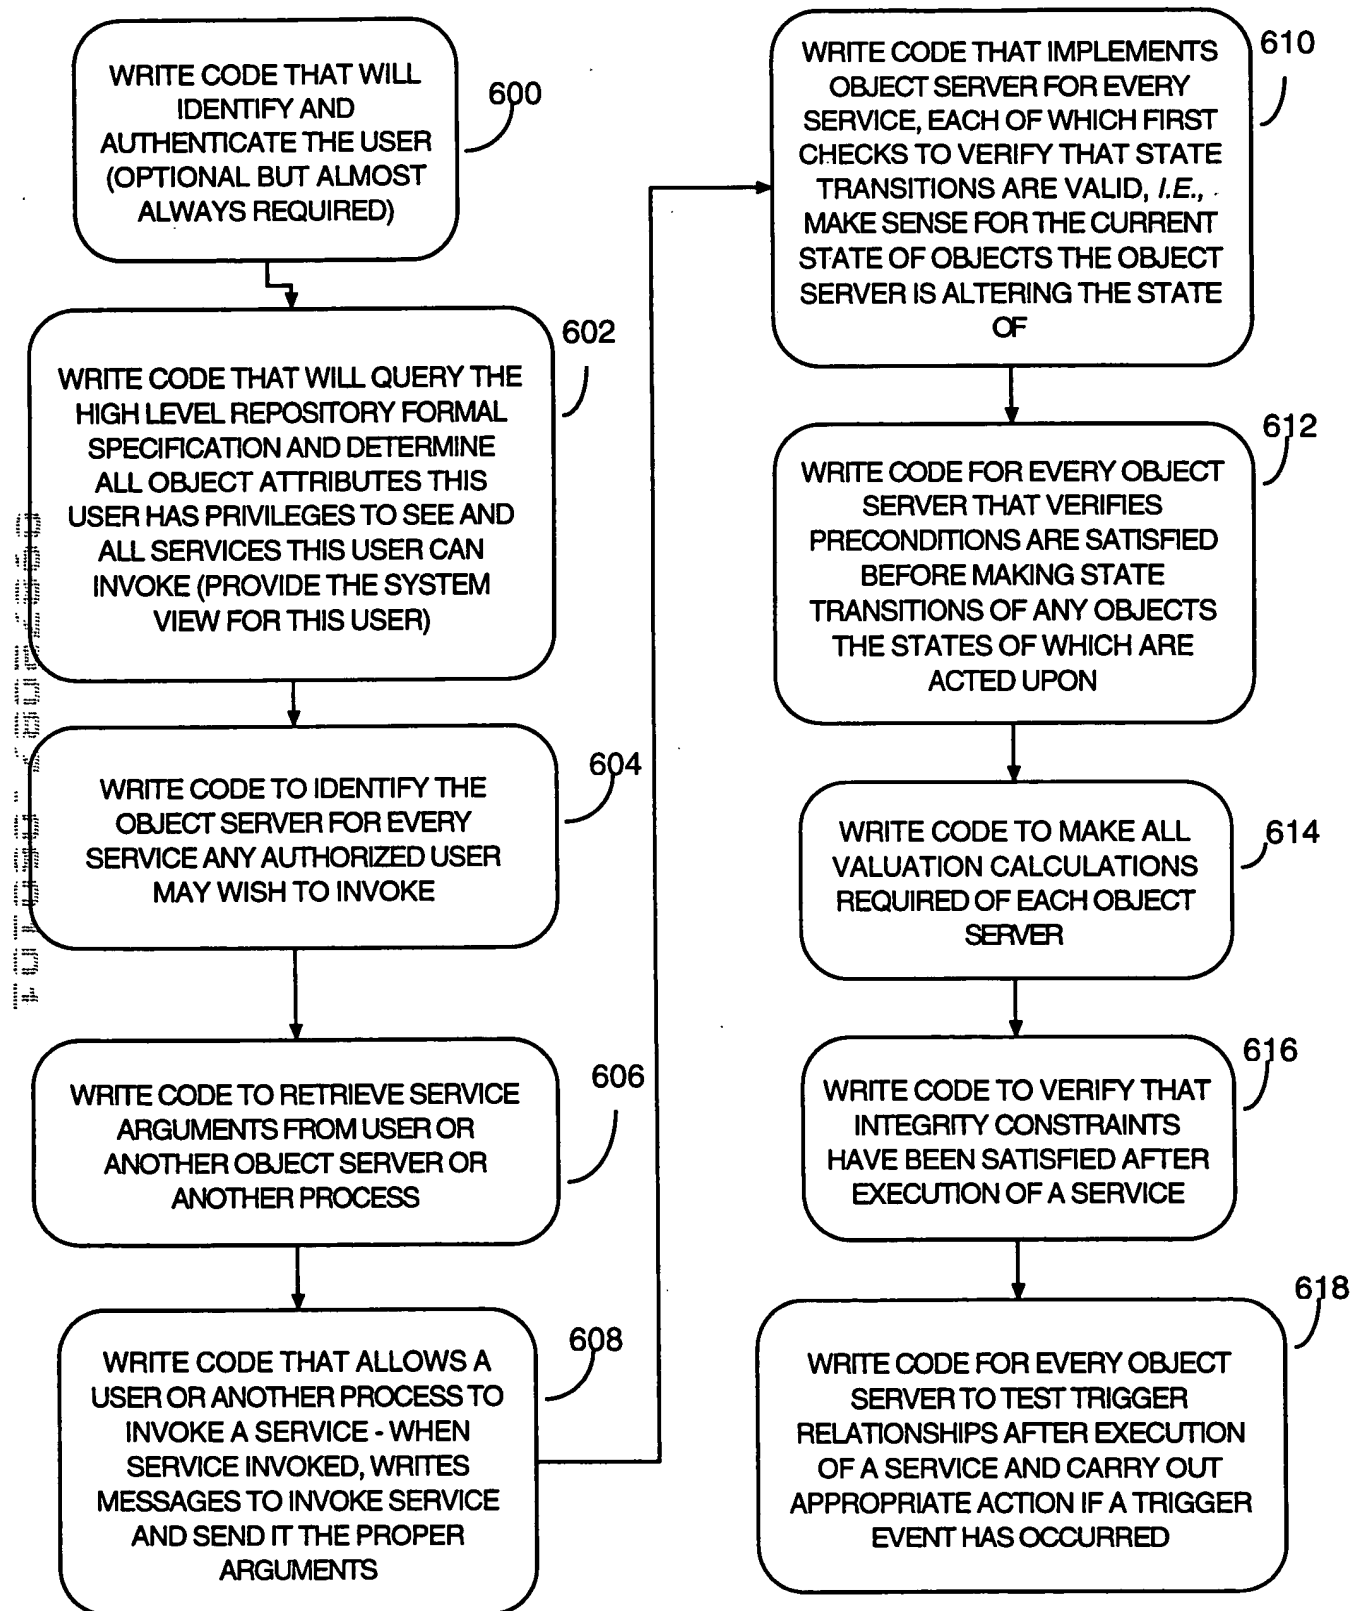 WRITE CODE THAT WILL
IDENTIFY AND
AUTHENTICATE THE USER
(OPTIONAL BUT ALMOST
ALWAYS REQUIRED)
600
WRITE CODE THAT WILL QUERY THE
HIGH LEVEL REPOSITORY FORMAL
SPECIFICATION AND DETERMINE
ALL OBJECT ATTRIBUTES THIS
USER HAS PRIVILEGES TO SEE AND
ALL SERVICES THIS USER CAN
INVOKE (PROVIDE THE SYSTEM
VIEW FOR THIS USER)
602
WRITE CODE TO IDENTIFY THE
OBJECT SERVER FOR EVERY
SERVICE ANY AUTHORIZED USER
MAY WISH TO INVOKE
604
WRITE CODE TO RETRIEVE SERVICE
ARGUMENTS FROM USER OR
ANOTHER OBJECT SERVER OR
ANOTHER PROCESS
606
WRITE CODE THAT ALLOWS A
USER OR ANOTHER PROCESS TO
INVOKE A SERVICE - WHEN
SERVICE INVOKED, WRITES
MESSAGES TO INVOKE SERVICE
AND SEND IT THE PROPER
ARGUMENTS
608
WRITE CODE THAT IMPLEMENTS
OBJECT SERVER FOR EVERY
SERVICE, EACH OF WHICH FIRST
CHECKS TO VERIFY THAT STATE
TRANSITIONS ARE VALID, I.E.,
MAKE SENSE FOR THE CURRENT
STATE OF OBJECTS THE OBJECT
SERVER IS ALTERING THE STATE
OF
610
WRITE CODE FOR EVERY OBJECT
SERVER THAT VERIFIES
PRECONDITIONS ARE SATISFIED
BEFORE MAKING STATE
TRANSITIONS OF ANY OBJECTS
THE STATES OF WHICH ARE
ACTED UPON
612
WRITE CODE TO MAKE ALL
VALUATION CALCULATIONS
REQUIRED OF EACH OBJECT
SERVER
614
WRITE CODE TO VERIFY THAT
INTEGRITY CONSTRAINTS
HAVE BEEN SATISFIED AFTER
EXECUTION OF A SERVICE
616
WRITE CODE FOR EVERY OBJECT
SERVER TO TEST TRIGGER
RELATIONSHIPS AFTER EXECUTION
OF A SERVICE AND CARRY OUT
APPROPRIATE ACTION IF A TRIGGER
EVENT HAS OCCURRED
618